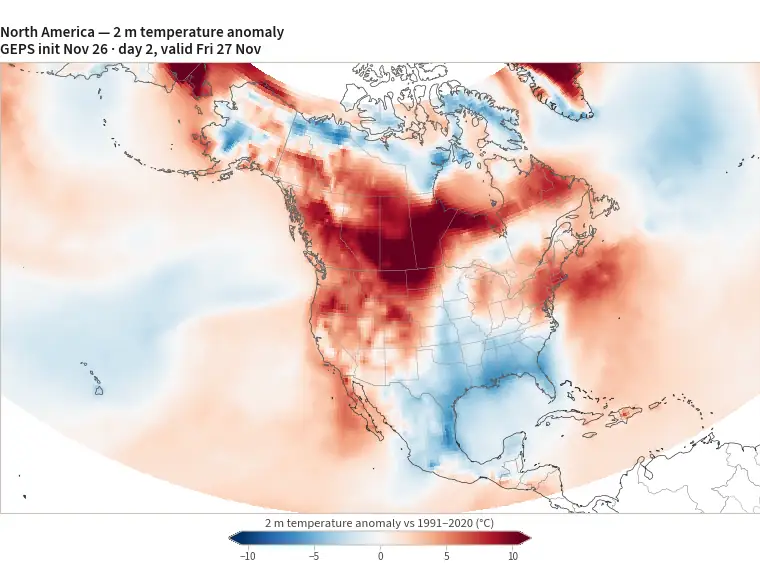 North America — 2 m temperature anomaly
GEPS init Nov 26 · day 2, valid Fri 27 Nov
2 m temperature anomaly vs 1991–2020 (°C)
−10 −5 0 5 10